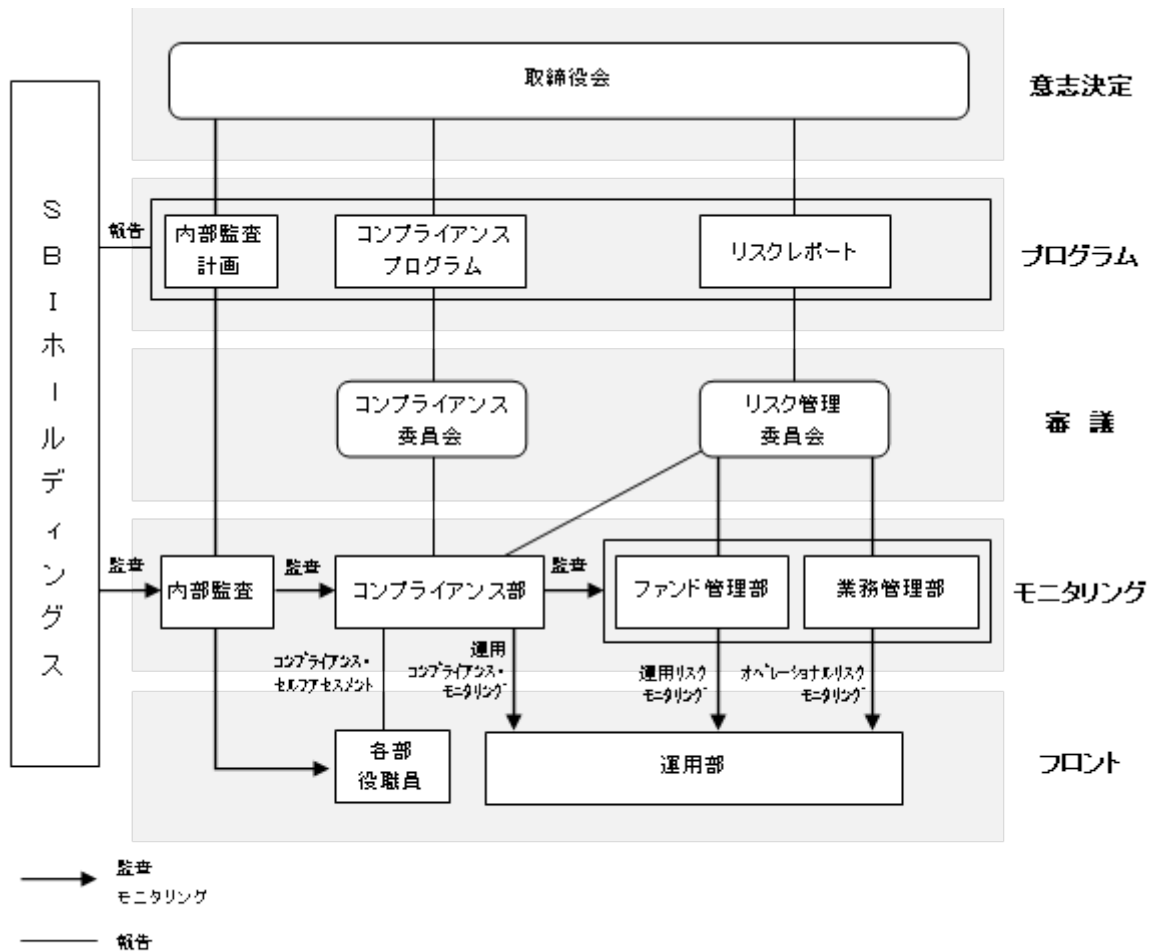 取締役会
意志決定
SBIホールディングス
報告
内部監査
計画
コンプライアンス
プログラム
リスクレポート
プログラム
コンプライアンス
委員会
リスク管理
委員会
審 議
監査
内部監査
監査
コンプライアンス部
監査
ファンド管理部
業務管理部
モニタリング
コンプライアンス・
セルフアセスメント
運用
コンプライアンス・
モニタリング
運用リスク
モニタリング
オペレーショナルリスク
モニタリング
各部
役職員
運用部
フロント
監査
モニタリング
報告